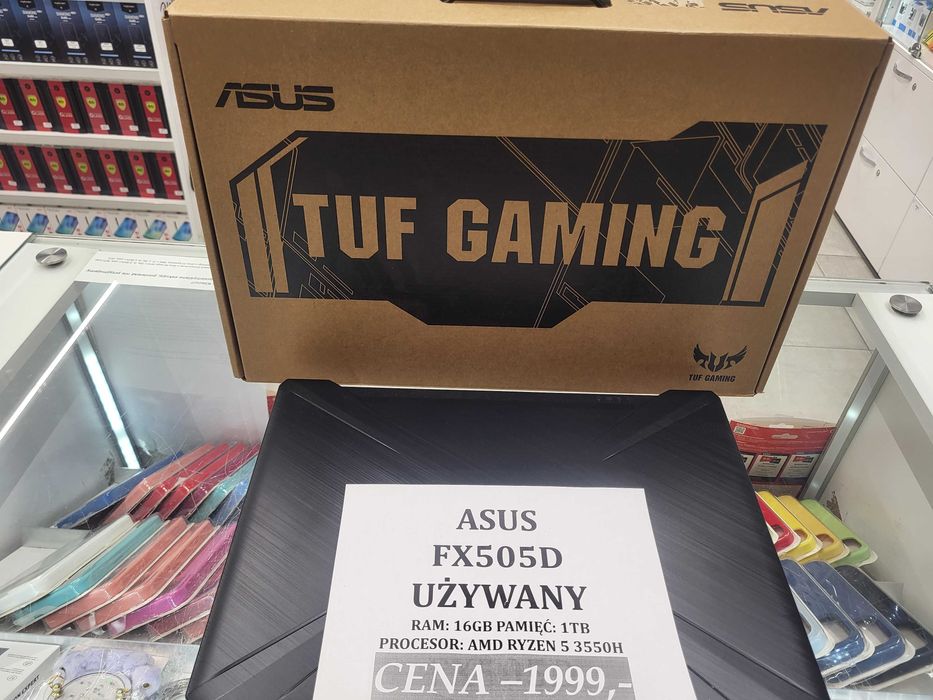 ASUS
ASUS
TUF GAMING
TUF GAMING
ASUS
FX505D
UŻYWANY
RAM: 16GB PAMIĘĆ: 1TB
PROCESOR: AMD RYZEN 5 3550H
CENA –1999,-